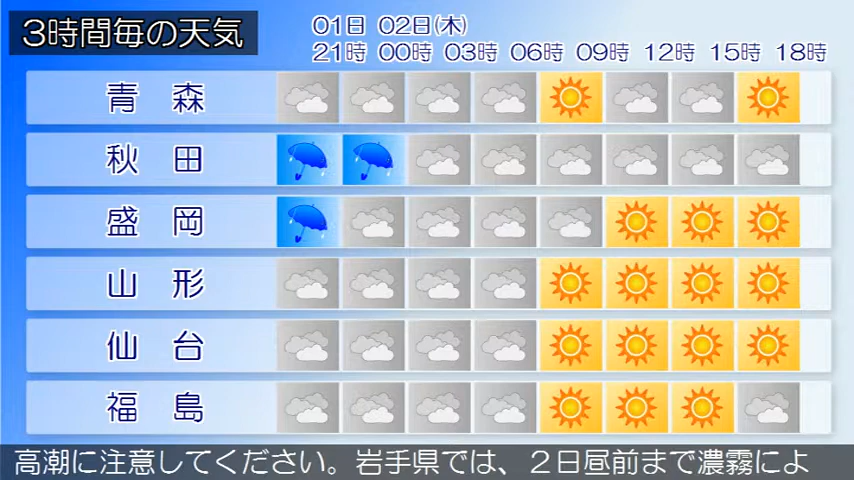 3時間毎の天気
01日 02日(木)
21時 00時 03時 06時 09時 12時 15時 18時
青森
秋田
盛岡
山形
仙台
福島
高潮に注意してください。岩手県では、２日昼前まで濃霧によ